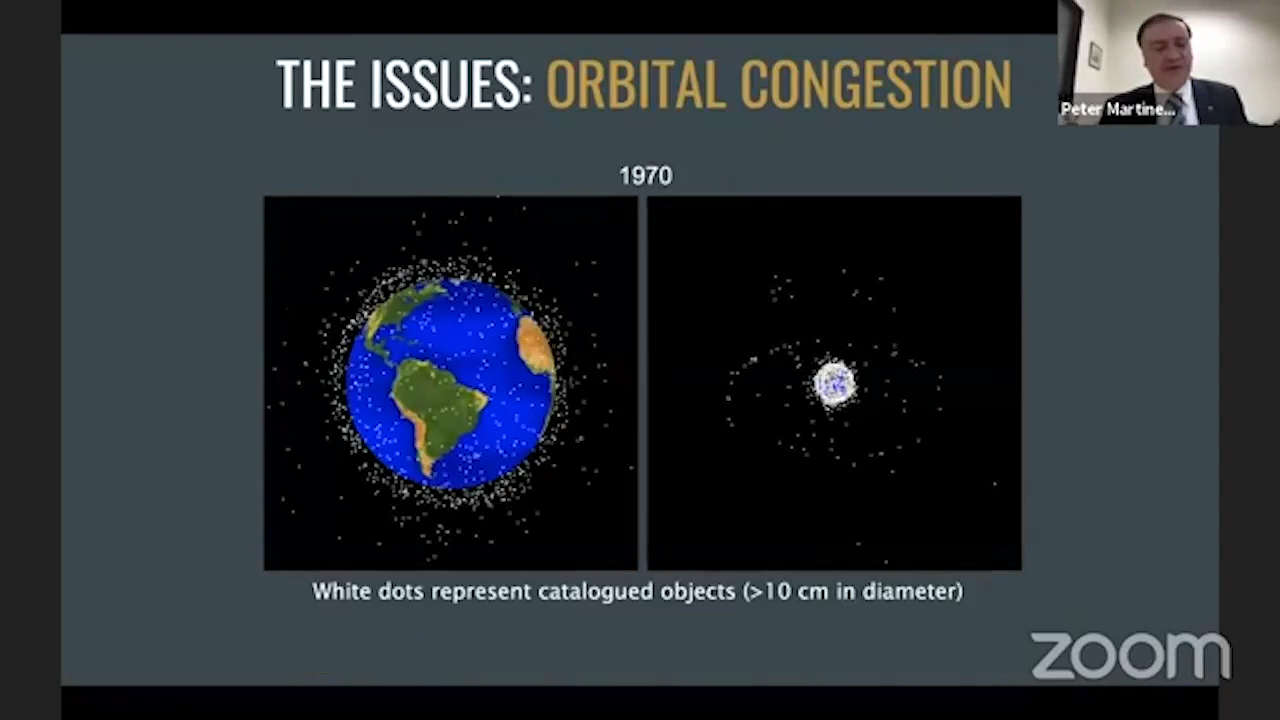 THE ISSUES: ORBITAL CONGESTION
Peter Martine...
1970
White dots represent catalogued objects (>10 cm in diameter)
zoom